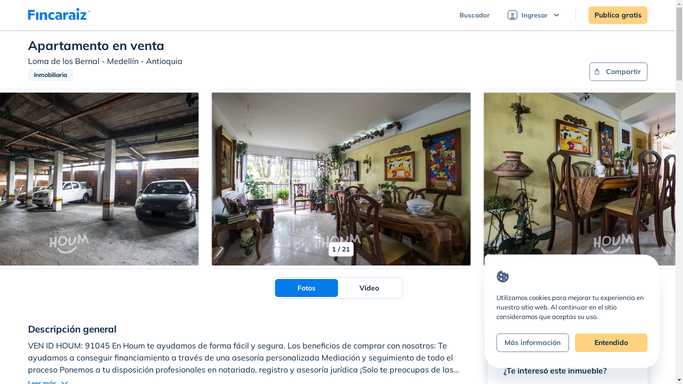 Fincaraiz
Buscador
Ingresar
Publica gratis
Apartamento en venta
Loma de los Bernal - Medellín - Antioquia
Inmobiliaria
Compartir
HOUM
HOUM
HOUM
1 / 21
Fotos
Video
Utilizamos cookies para mejorar tu experiencia en
nuestro sitio web. Al continuar en el sitio
consideramos que aceptas su uso.
Más información
Entendido
Descripción general
VEN ID HOUM: 91045 En Houm te ayudamos de forma fácil y segura. Los beneficios de comprar con nosotros: Te
ayudamos a conseguir financiamiento a través de una asesoría personalizada Mediación y seguimiento de todo el
proceso Ponemos a tu disposición profesionales en notariado, registro y asesoría jurídica ¡Solo te preocupas de las...
Leer más
¿Te interesó este inmueble?